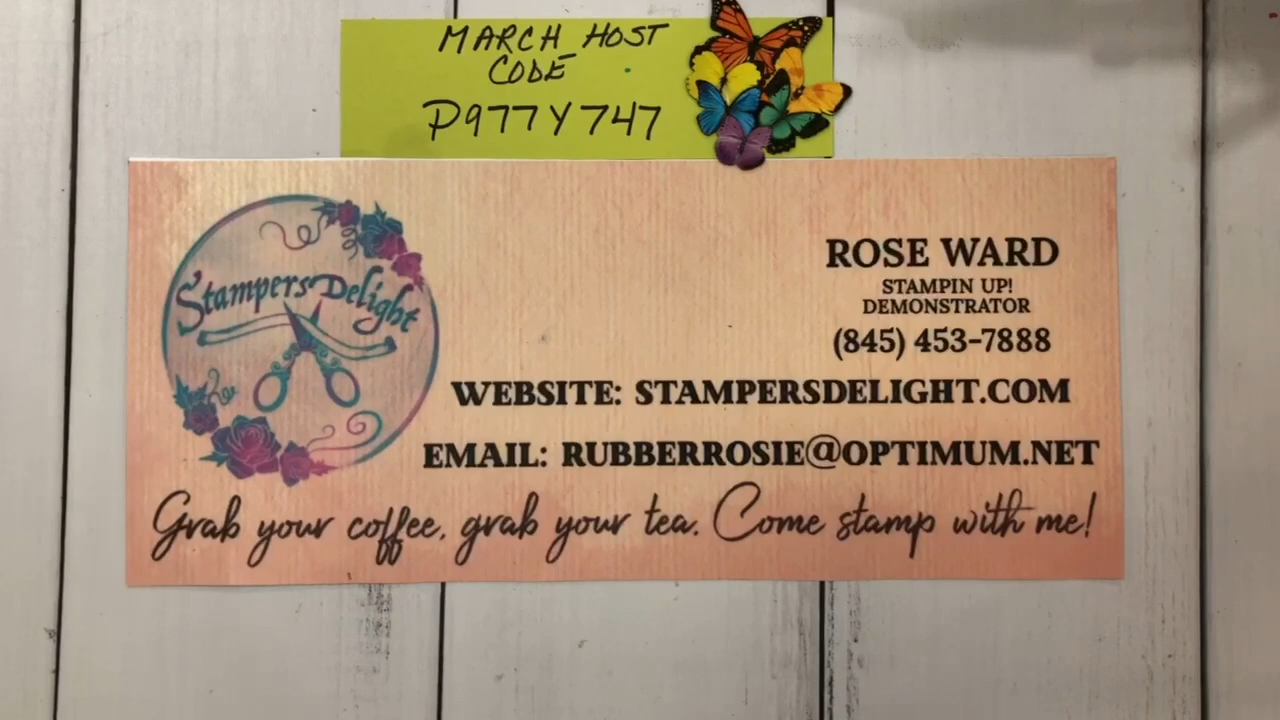 MARCH HOST
CODE
P977Y747
Stampers Delight
ROSE WARD
STAMPIN UP!
DEMONSTRATOR
(845) 453-7888
WEBSITE: STAMPERSDELIGHT.COM
EMAIL: RUBBERROSIE@OPTIMUM.NET
Grab your coffee, grab your tea. Come stamp with me!